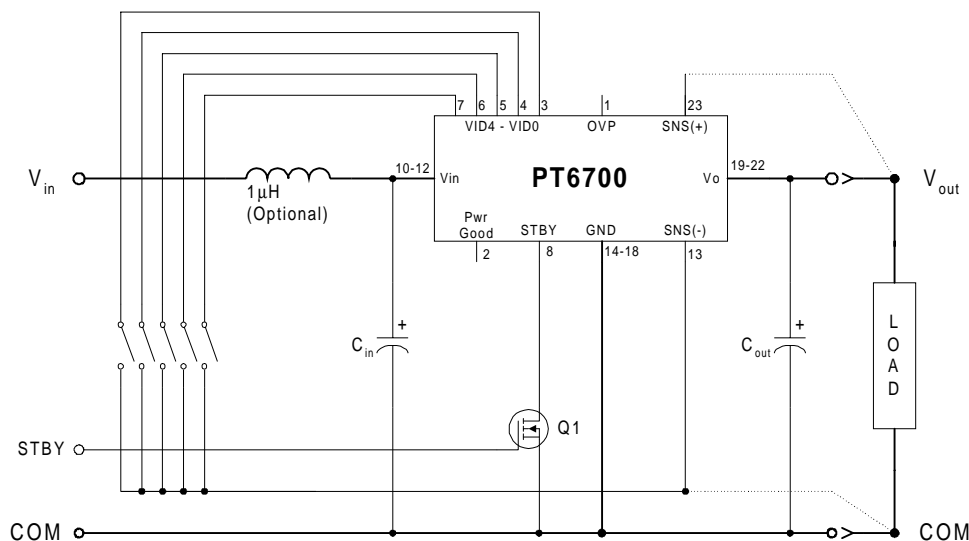 7 6 5 4 3 1 23
VID4 - VID0 OVP SNS(+)
V in
1µH
(Optional)
10-12
Vin
PT6700
Vo
19-22
V out
Pwr
Good
STBY GND SNS(-)
2 8 14-18 13
+
C in
+
C out
L
O
A
D
STBY
Q1
COM
COM